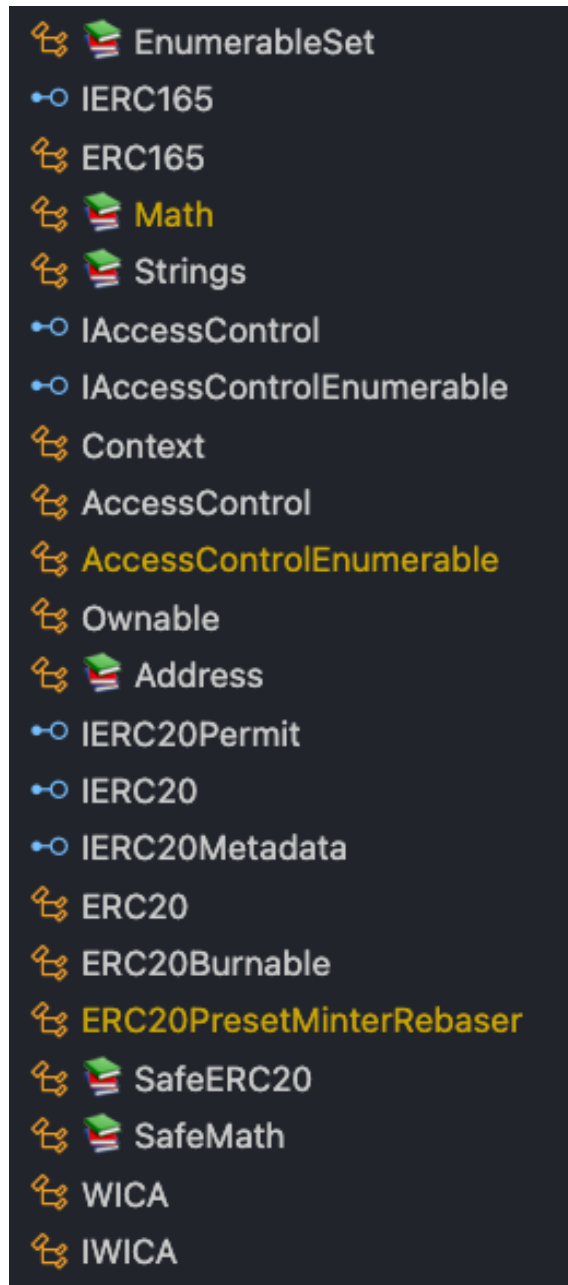 EnumerableSet
IERC165
ERC165
Math
Strings
IAccessControl
IAccessControlEnumerable
Context
AccessControl
AccessControlEnumerable
Ownable
Address
IERC20Permit
IERC20
IERC20Metadata
ERC20
ERC20Burnable
ERC20PresetMinterRebaser
SafeERC20
SafeMath
WICA
IWICA